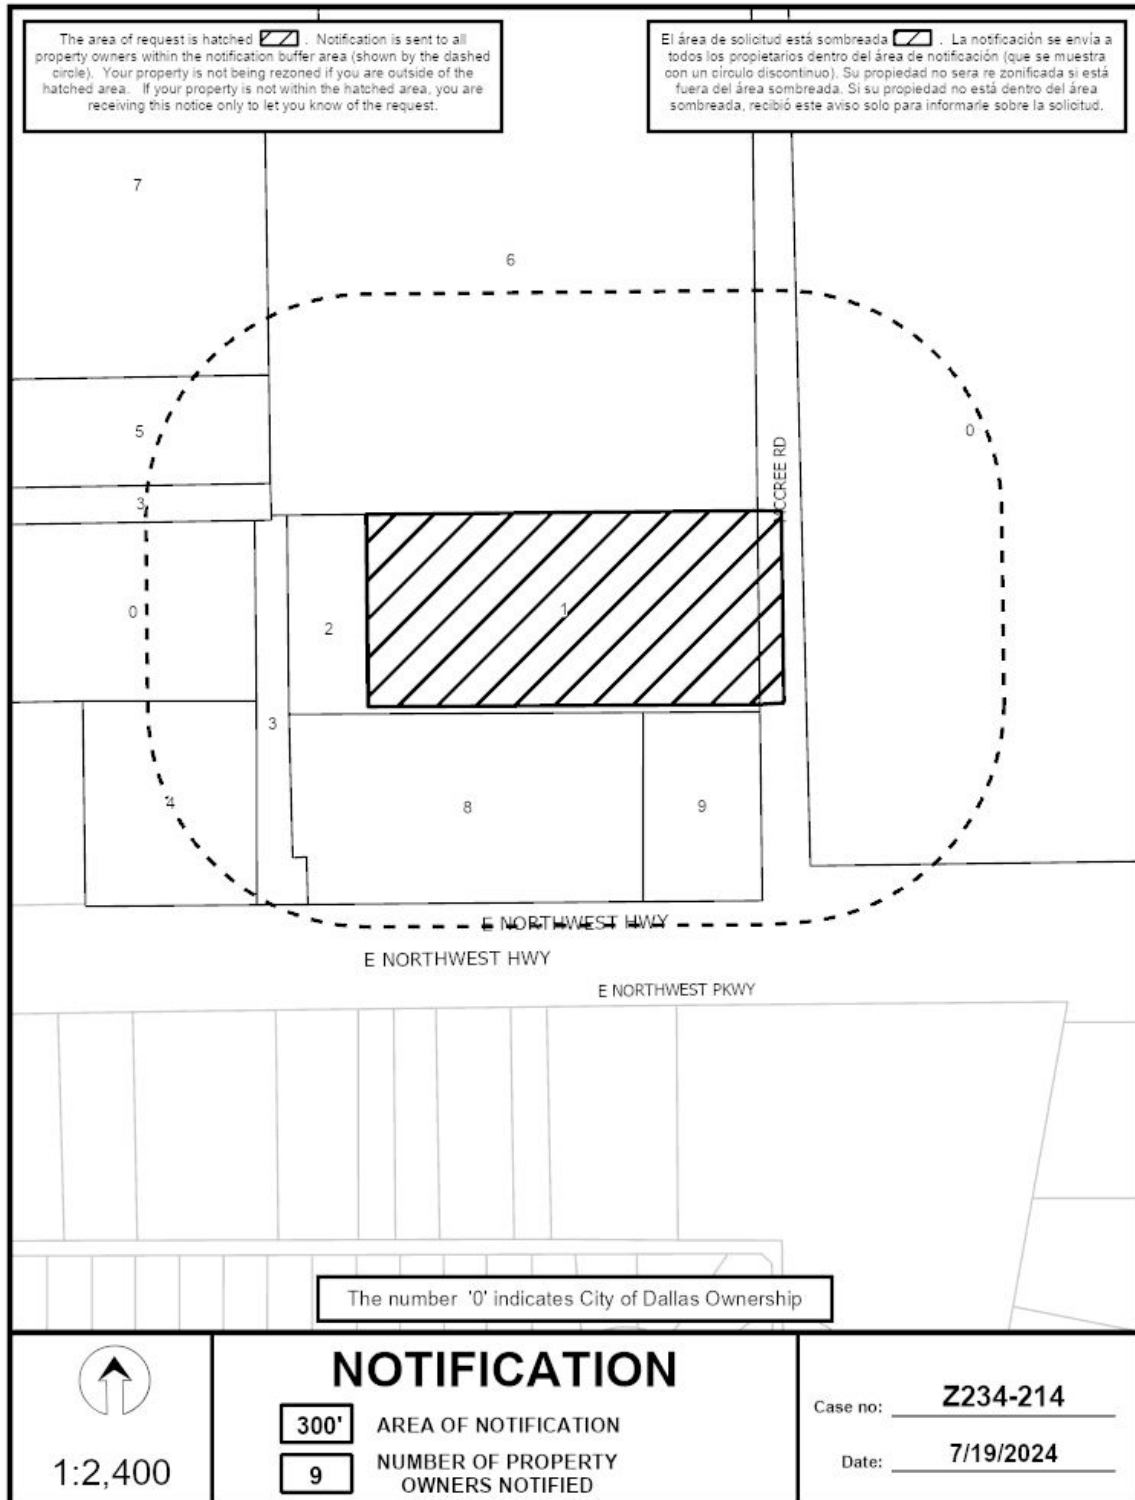 The area of request is hatched . Notification is sent to all
property owners within the notification buffer area (shown by the dashed
circle). Your property is not being rezoned if you are outside of the
hatched area. If your property is not within the hatched area, you are
receiving this notice only to let you know of the request.
El área de solicitud está sombreada . La notificación se envía a
todos los propietarios dentro del área de notificación (que se muestra
con un círculo discontinuo). Su propiedad no sera re zonificada si está
fuera del área sombreada. Si su propiedad no está dentro del área
sombreada, recibió este aviso solo para informarle sobre la solicitud.
7
6
5
0
CCREE RD
3
1
0
2
3
4
8
9
E NORTHWEST HWY
E NORTHWEST HWY
E NORTHWEST PKWY
The number '0' indicates City of Dallas Ownership
1:2,400
NOTIFICATION
300' AREA OF NOTIFICATION
9 NUMBER OF PROPERTY
OWNERS NOTIFIED
Case no: Z234-214
Date: 7/19/2024